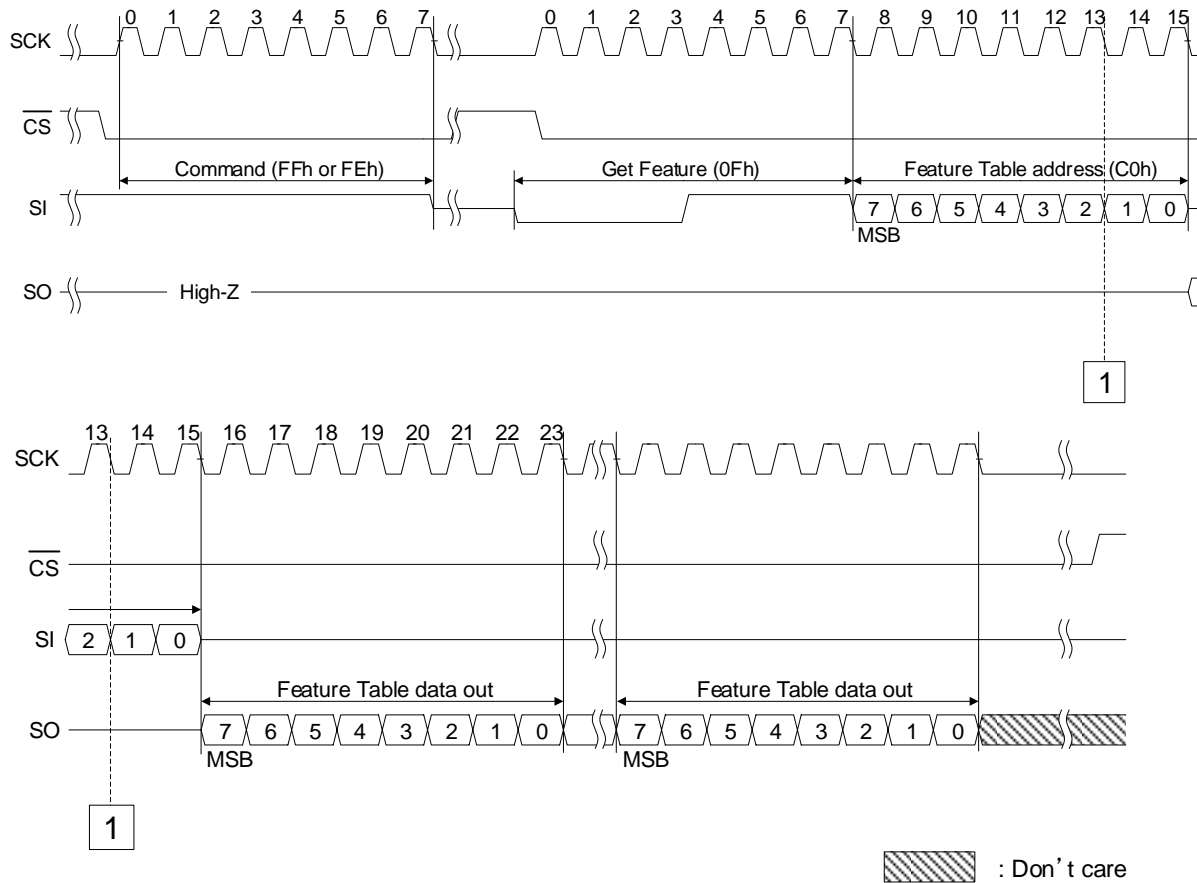 0 1 2 3 4 5 6 7 0 1 2 3 4 5 6 7 8 9 10 11 12 13 14 15
SCK
CS
Command (FFh or FEh) Get Feature (0Fh) Feature Table address (C0h)
SI 7 6 5 4 3 2 1 0
MSB
SO High-Z
1
13 14 15 16 17 18 19 20 21 22 23
SCK
CS
SI 2 1 0
Feature Table data out Feature Table data out
SO 7 6 5 4 3 2 1 0 7 6 5 4 3 2 1 0
MSB MSB
1
: Don't care